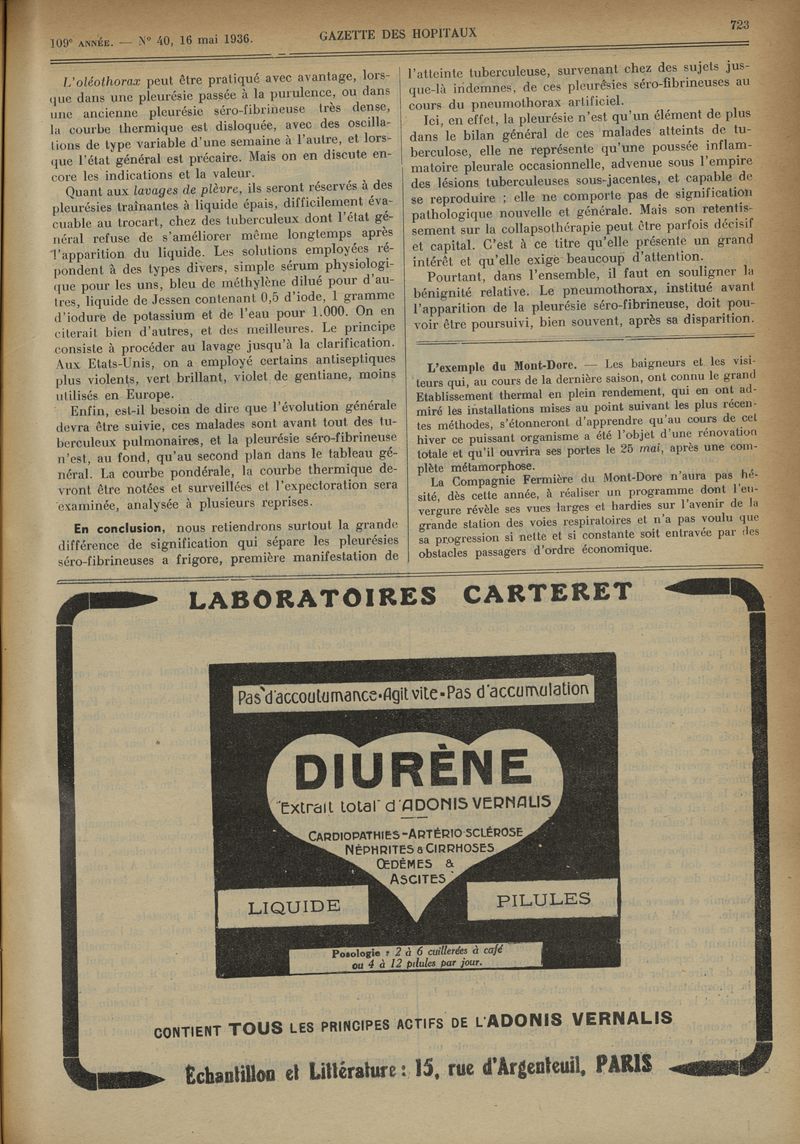 109e ANNÉE. — N° 40, 16 mai 1936.
GAZETTE DES HOPITAUX
723
L'oléothorax peut être pratiqué avec avantage, lors-
que dans une pleurésie passée à la purulence, ou dans
une ancienne pleurésie séro-fibrineuse très dense,
la courbe thermique est disloquée, avec des oscilla-
tions de type variable d'une semaine à l'autre, et lors-
que l'état général est précaire. Mais on en discute en-
core les indications et la valeur.
Quant aux lavages de plèvre, ils seront réservés à des
pleurésies traînantes à liquide épais, difficilement éva-
cuable au trocart, chez des tuberculeux dont l'état gé-
néral refuse de s'améliorer même longtemps après
l'apparition du liquide. Les solutions employées ré-
pondent à des types divers, simple sérum physiologi-
que pour les uns, bleu de méthylène dilué pour d'au-
tres, liquide de Jessen contenant 0,5 d'iode, 1 gramme
d'iodure de potassium et de l'eau pour 1.000. On en
citerait bien d'autres, et des meilleures. Le principe
consiste à procéder au lavage jusqu'à la clarification.
Aux Etats-Unis, on a employé certains antiseptiques
plus violents, vert brillant, violet de gentiane, moins
utilisés en Europe.
Enfin, est-il besoin de dire que l'évolution générale
devra être suivie, ces malades sont avant tout des tu-
berculeux pulmonaires, et la pleurésie séro-fibrineuse
n'est, au fond, qu'au second plan dans le tableau gé-
néral. La courbe pondérale, la courbe thermique de-
vront être notées et surveillées et l'expectoration sera
examinée, analysée à plusieurs reprises.
En conclusion, nous retiendrons surtout la grande
différence de signification qui sépare les pleurésies
séro-fibrineuses a frigore, première manifestation de
l'atteinte tuberculeuse, survenant chez des sujets jus-
que-là indemnes, de ces pleurésies séro-fibrineuses au
cours du pneumothorax artificiel.
Ici, en effet, la pleurésie n'est qu'un élément de plus
dans le bilan général de ces malades atteints de tu-
berculose, elle ne représente qu'une poussée inflam-
matoire pleurale occasionnelle, advenue sous l'empire
des lésions tuberculeuses sous-jacentes, et capable de
se reproduire ; elle ne comporte pas de signification
pathologique nouvelle et générale. Mais son retentis-
sement sur la collapsothérapie peut être parfois décisif
et capital. C'est à ce titre qu'elle présente un grand
intérêt et qu'elle exige beaucoup d'attention.
Pourtant, dans l'ensemble, il faut en souligner la
bénignité relative. Le pneumothorax, institué avant
l'apparition de la pleurésie séro-fibrineuse, doit pou-
voir être poursuivi, bien souvent, après sa disparition.
L'exemple du Mont-Dore. — Les baigneurs et les visi-
teurs qui, au cours de la dernière saison, ont connu le grand
Etablissement thermal en plein rendement, qui en ont ad-
miré les installations mises au point suivant les plus récen-
tes méthodes, s'étonneront d'apprendre qu'au cours de cet
hiver ce puissant organisme a été l'objet d'une rénovation
totale et qu'il ouvrira ses portes le 25 mai, après une com-
plète métamorphose.
La Compagnie Fermière du Mont-Dore n'aura pas hé-
sité, dès cette année, à réaliser un programme dont l'en-
vergure révèle ses vues larges et hardies sur l'avenir de la
grande station des voies respiratoires et n'a pas voulu que
sa progression si nette et si constante soit entravée par des
obstacles passagers d'ordre économique.
LABORATOIRES CARTERET
Pas d'accoutumance•Agit vite•Pas d'accumulation
DIURÈNE
"Extrait total" d'ADONIS VERNALIS
CARDIOPATHIES-ARTÉRIO-SCLÉROSE
NÉPHRITES & CIRRHOSES
ŒDÈMES &
ASCITES
LIQUIDE
PILULES
Posologie : 2 à 6 cuillerées à café
ou 4 à 12 pilules par jour.
CONTIENT TOUS LES PRINCIPES ACTIFS DE L'ADONIS VERNALIS
Échantillon et Littérature : 15, rue d'Argenteuil, PARIS